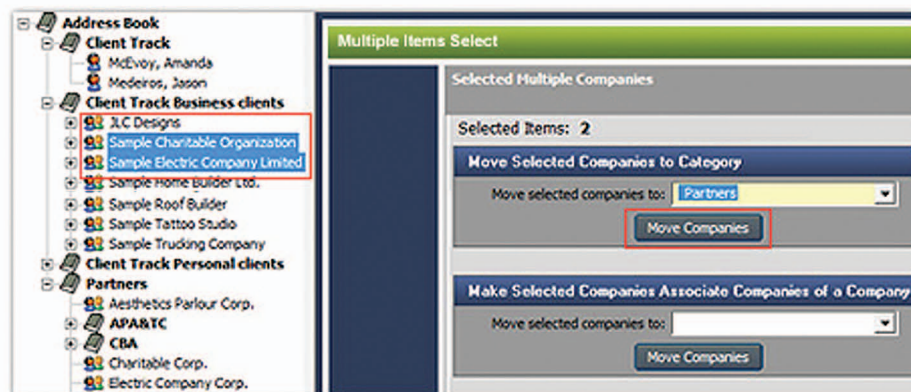 Address Book
Client Track
McEvoy, Amanda
Medeiros, Jason
Client Track Business clients
JLC Designs
Sample Charitable Organization
Sample Electric Company Limited
Sample Home Builder Ltd.
Sample Roof Builder
Sample Tattoo Studio
Sample Trucking Company
Client Track Personal clients
Partners
Aesthetics Parlour Corp.
APA&TC
CBA
Charitable Corp.
Electric Company Corp.
Multiple Items Select
Selected Multiple Companies
Selected Items: 2
Move Selected Companies to Category
Move selected companies to: Partners
Move Companies
Make Selected Companies Associate Companies of a Company
Move selected companies to:
Move Companies